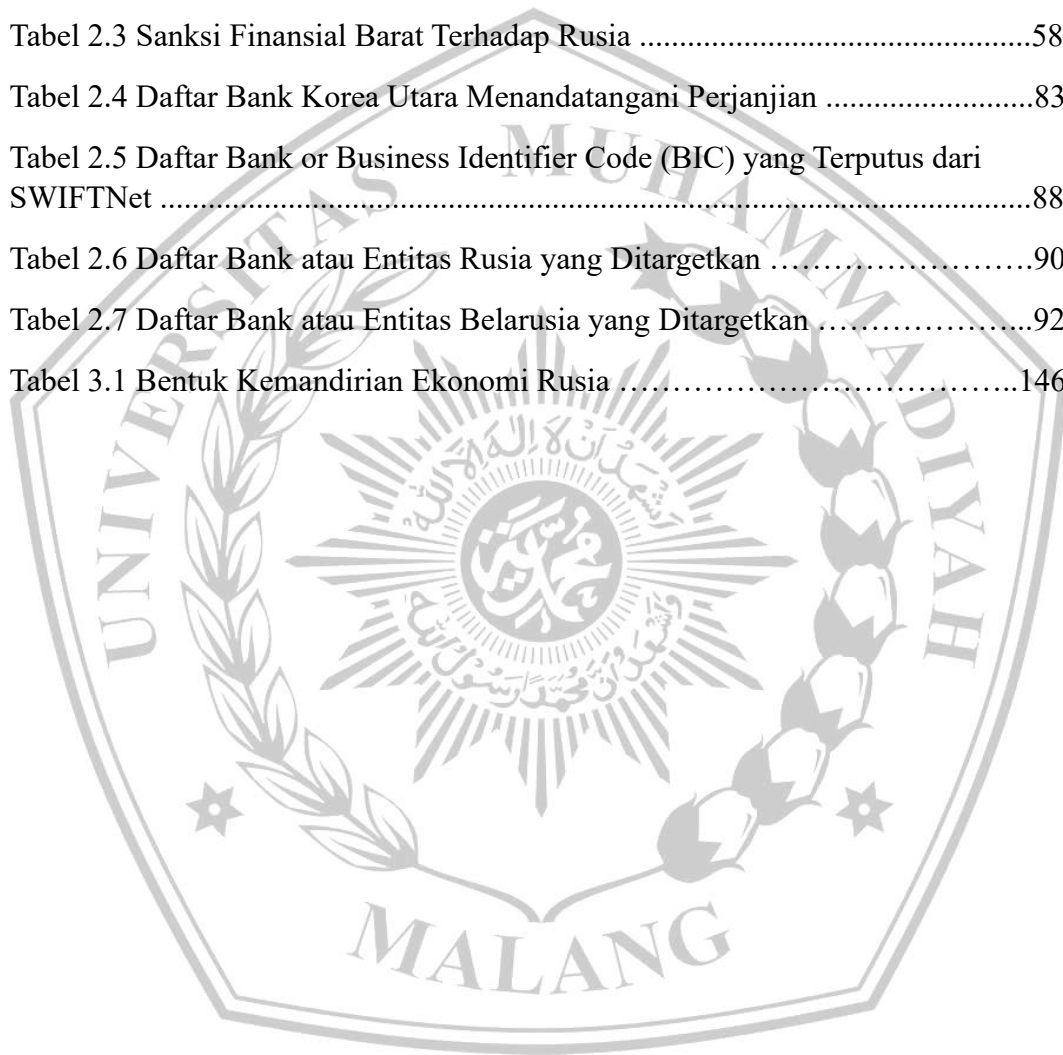 Tabel 2.3 Sanksi Finansial Barat Terhadap Rusia .................................................58
Tabel 2.4 Daftar Bank Korea Utara Menandatangani Perjanjian ..........................83
Tabel 2.5 Daftar Bank or Business Identifier Code (BIC) yang Terputus dari
SWIFTNet ............................................................................................................88
Tabel 2.6 Daftar Bank atau Entitas Rusia yang Ditargetkan …………………….90
Tabel 2.7 Daftar Bank atau Entitas Belarusia yang Ditargetkan ………………...92
Tabel 3.1 Bentuk Kemandirian Ekonomi Rusia ………………………………..146
UNIVERSITAS MUHAMMADIYAH
MALANG